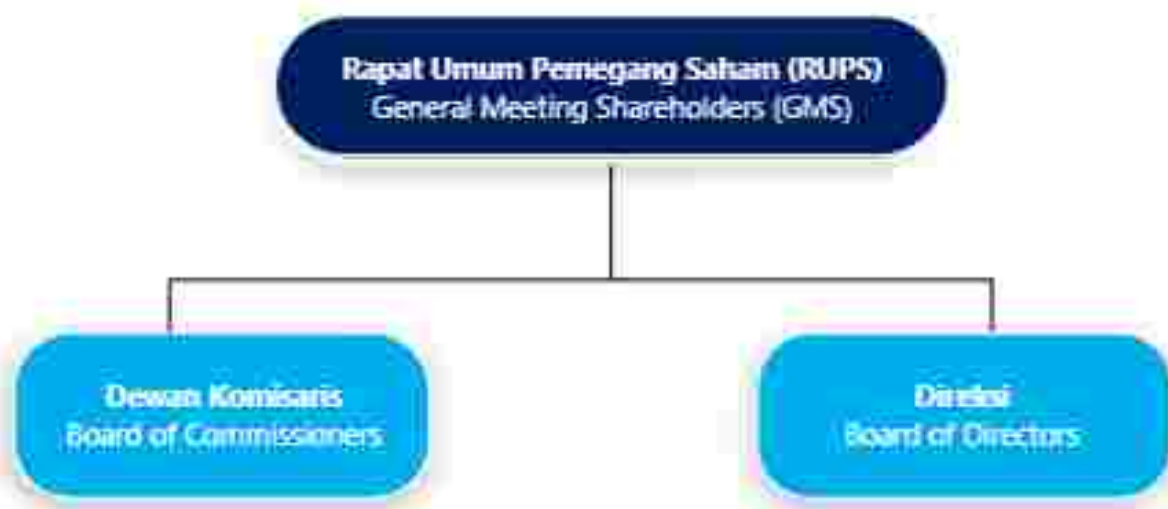 Rapat Umum Pemegang Saham (RUPS)
General Meeting Shareholders (GMS)
Dewan Komisaris
Board of Commissioners
Direksi
Board of Directors